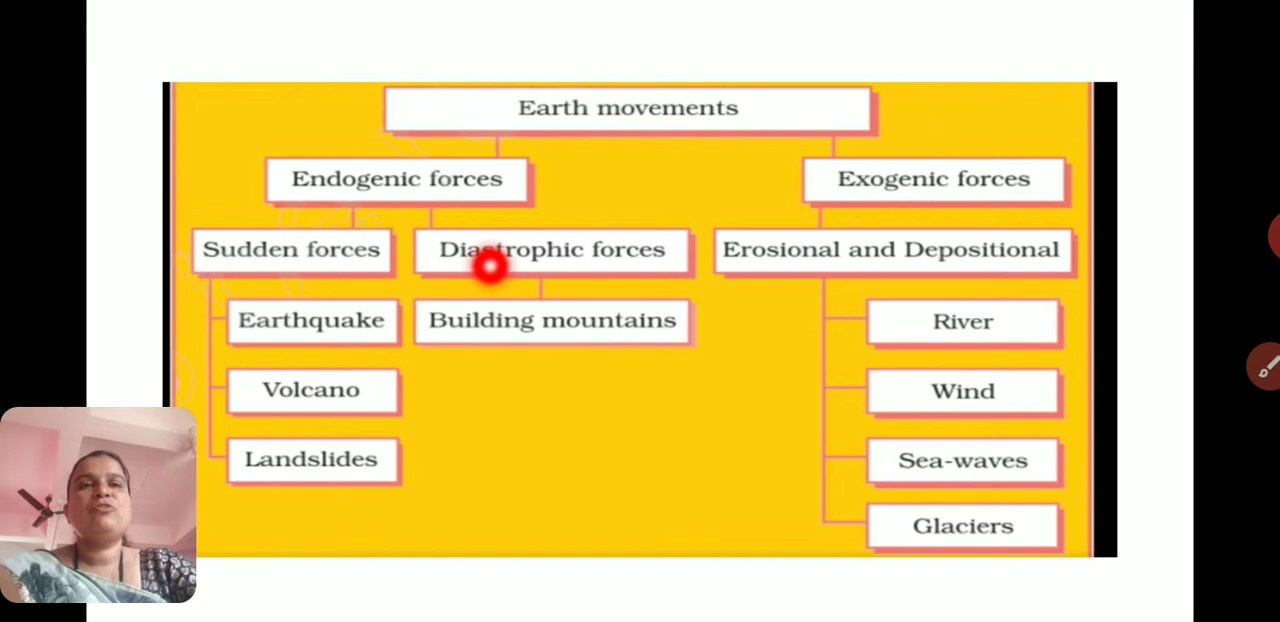 Earth movements
Endogenic forces
Exogenic forces
Sudden forces
Diastrophic forces
Erosional and Depositional
Earthquake
Building mountains
River
Volcano
Wind
Landslides
Sea-waves
Glaciers